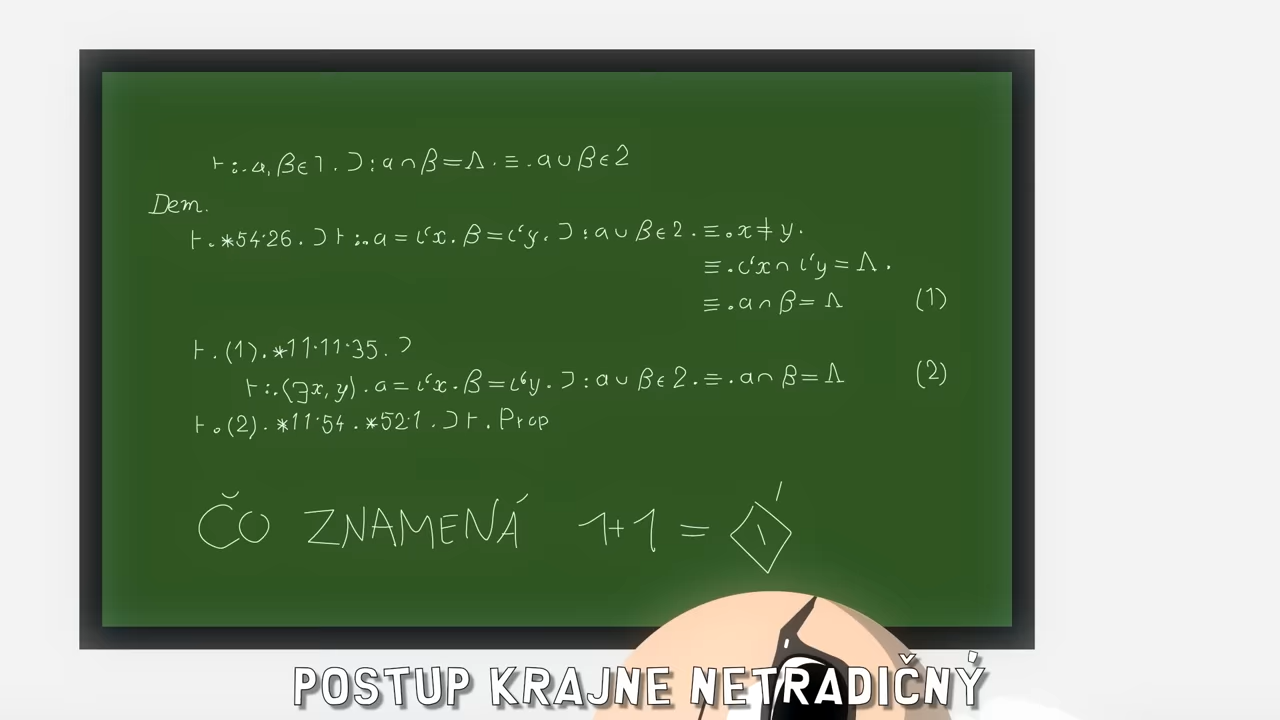 ⊢:.α,β∈1.⊃:α∩β=Λ.≡.α∪β∈2
Dem.
⊢.*54·26.⊃⊢:.α=ι‘x.β=ι‘y.⊃:α∪β∈2.≡.x≠y.
≡.ι‘x∩ι‘y=Λ.
≡.α∩β=Λ (1)
⊢.(1).*11·11·35.⊃
⊢:.(∃x,y).α=ι‘x.β=ι‘y.⊃:α∪β∈2.≡.α∩β=Λ (2)
⊢.(2).*11·54.*52·1.⊃⊢.Prop
ČO ZNAMENÁ 1+1 =
POSTUP KRAJNE NETRADIČNÝ